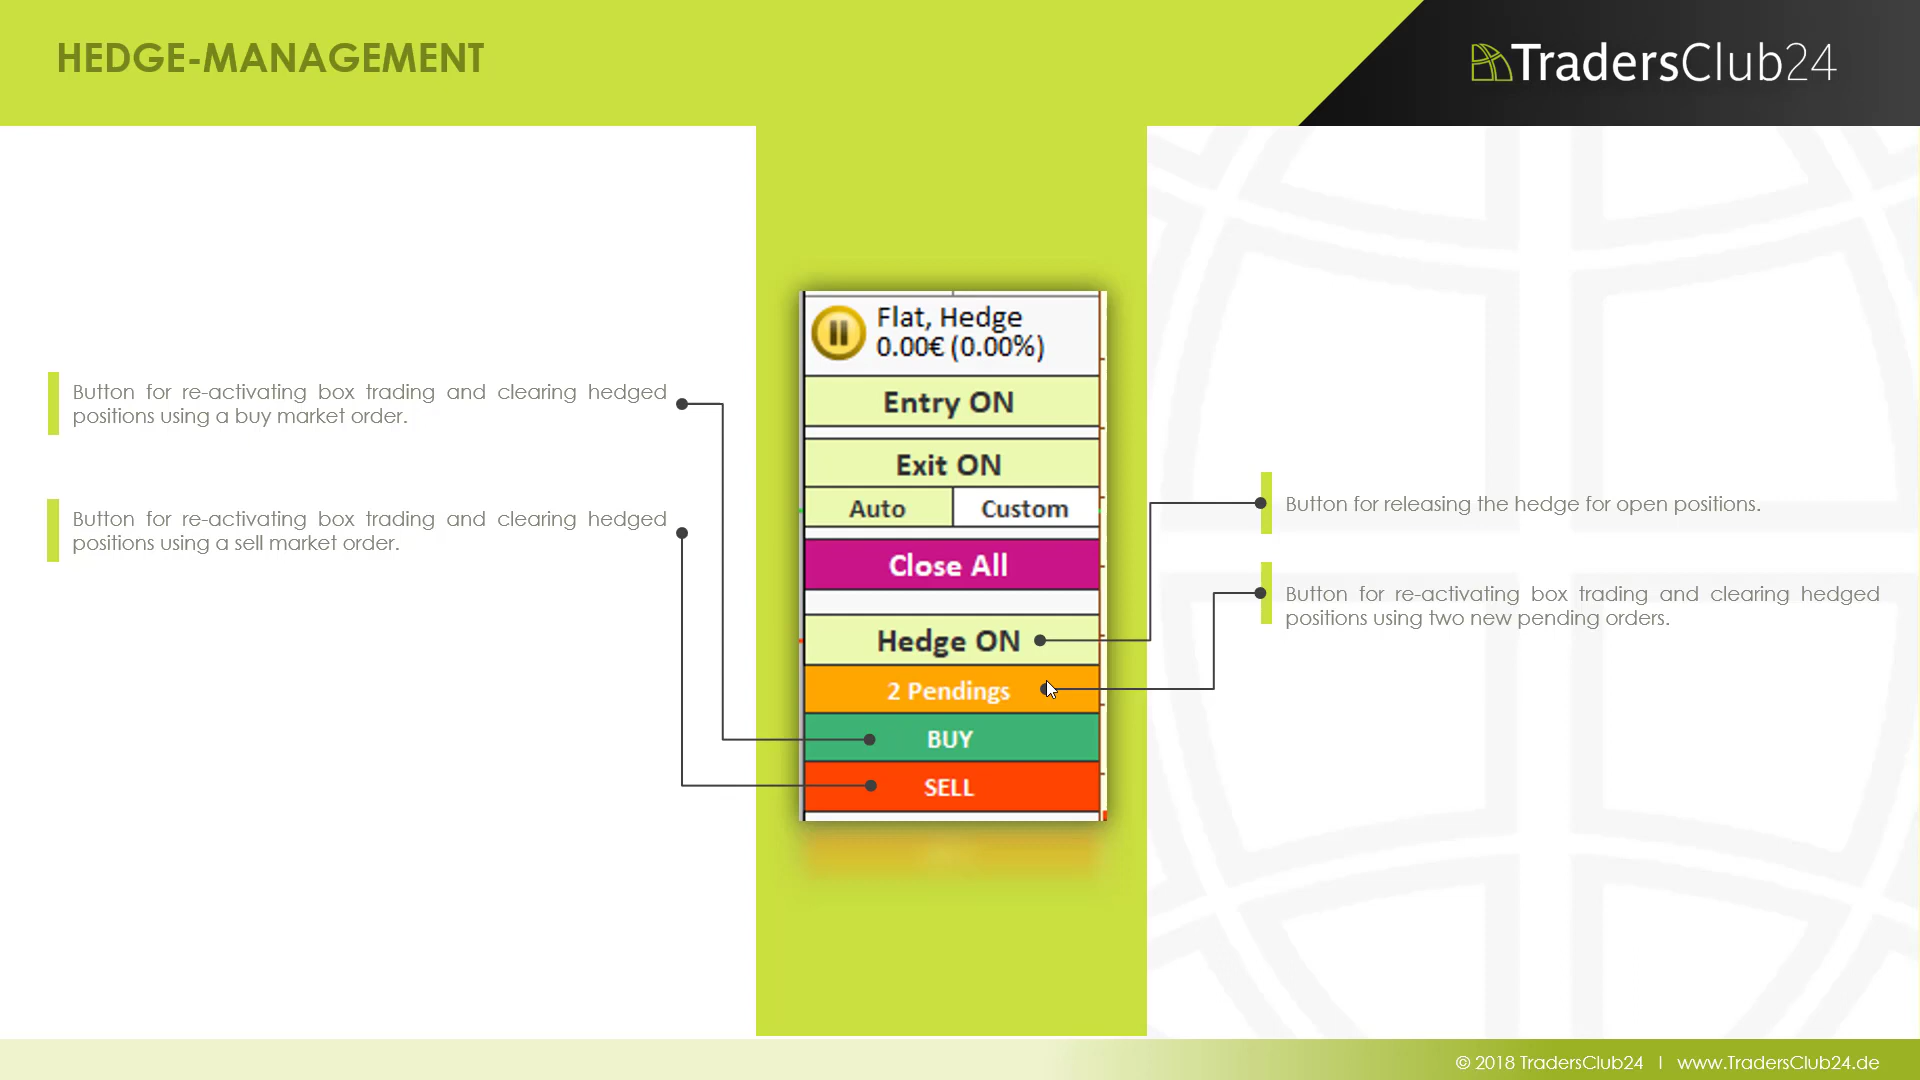 HEDGE-MANAGEMENT
TradersClub24
Button for re-activating box trading and clearing hedged
positions using a buy market order.
Button for re-activating box trading and clearing hedged
positions using a sell market order.
Flat, Hedge
0.00€ (0.00%)
Entry ON
Exit ON
Auto Custom
Close All
Hedge ON
2 Pendings
BUY
SELL
Button for releasing the hedge for open positions.
Button for re-activating box trading and clearing hedged
positions using two new pending orders.
© 2018 TradersClub24 | www.TradersClub24.de